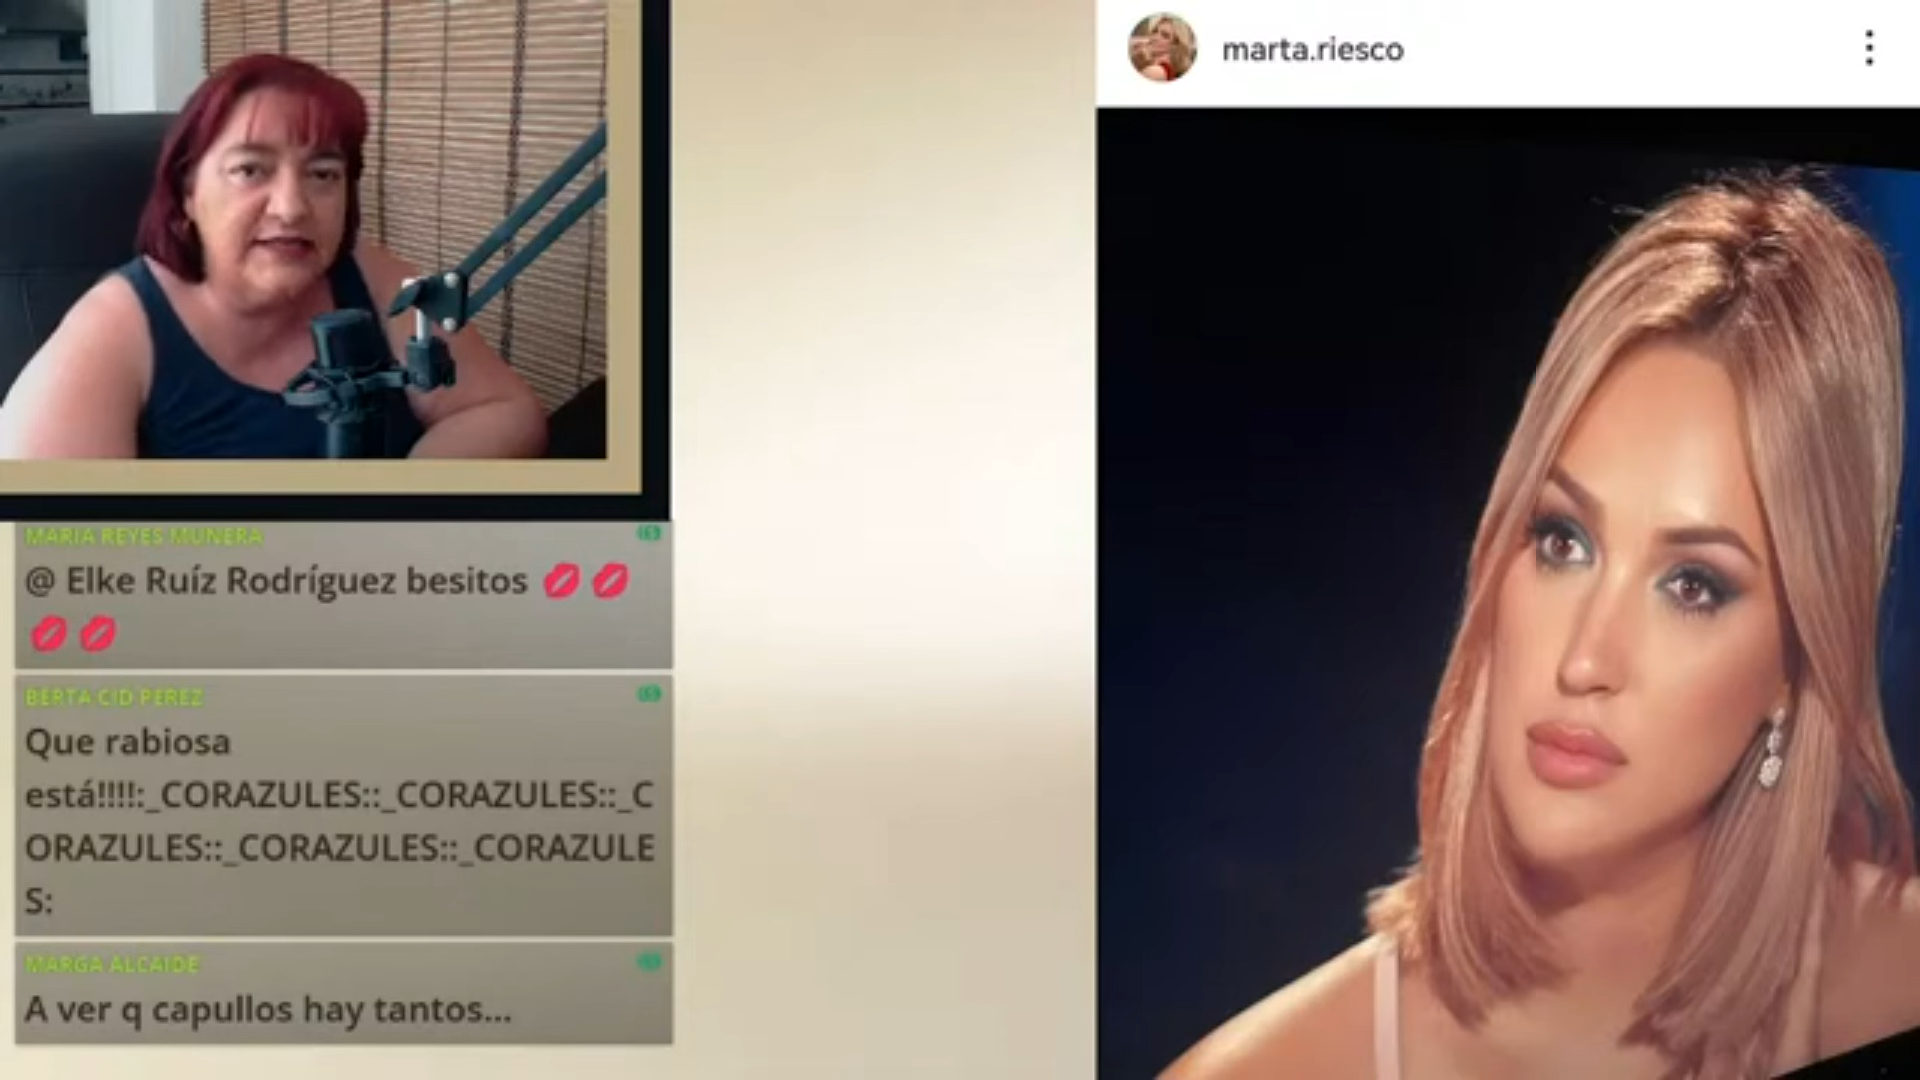 marta.riesco
MARIA REYES MUNERA
@ Elke Ruíz Rodríguez besitos 💋 💋
💋 💋
BERTA CID PEREZ
Que rabiosa
está!!!!:_CORAZULES::_CORAZULES::_C
ORAZULES::_CORAZULES::_CORAZULE
S:
MARGA ALCAIDE
A ver q capullos hay tantos...